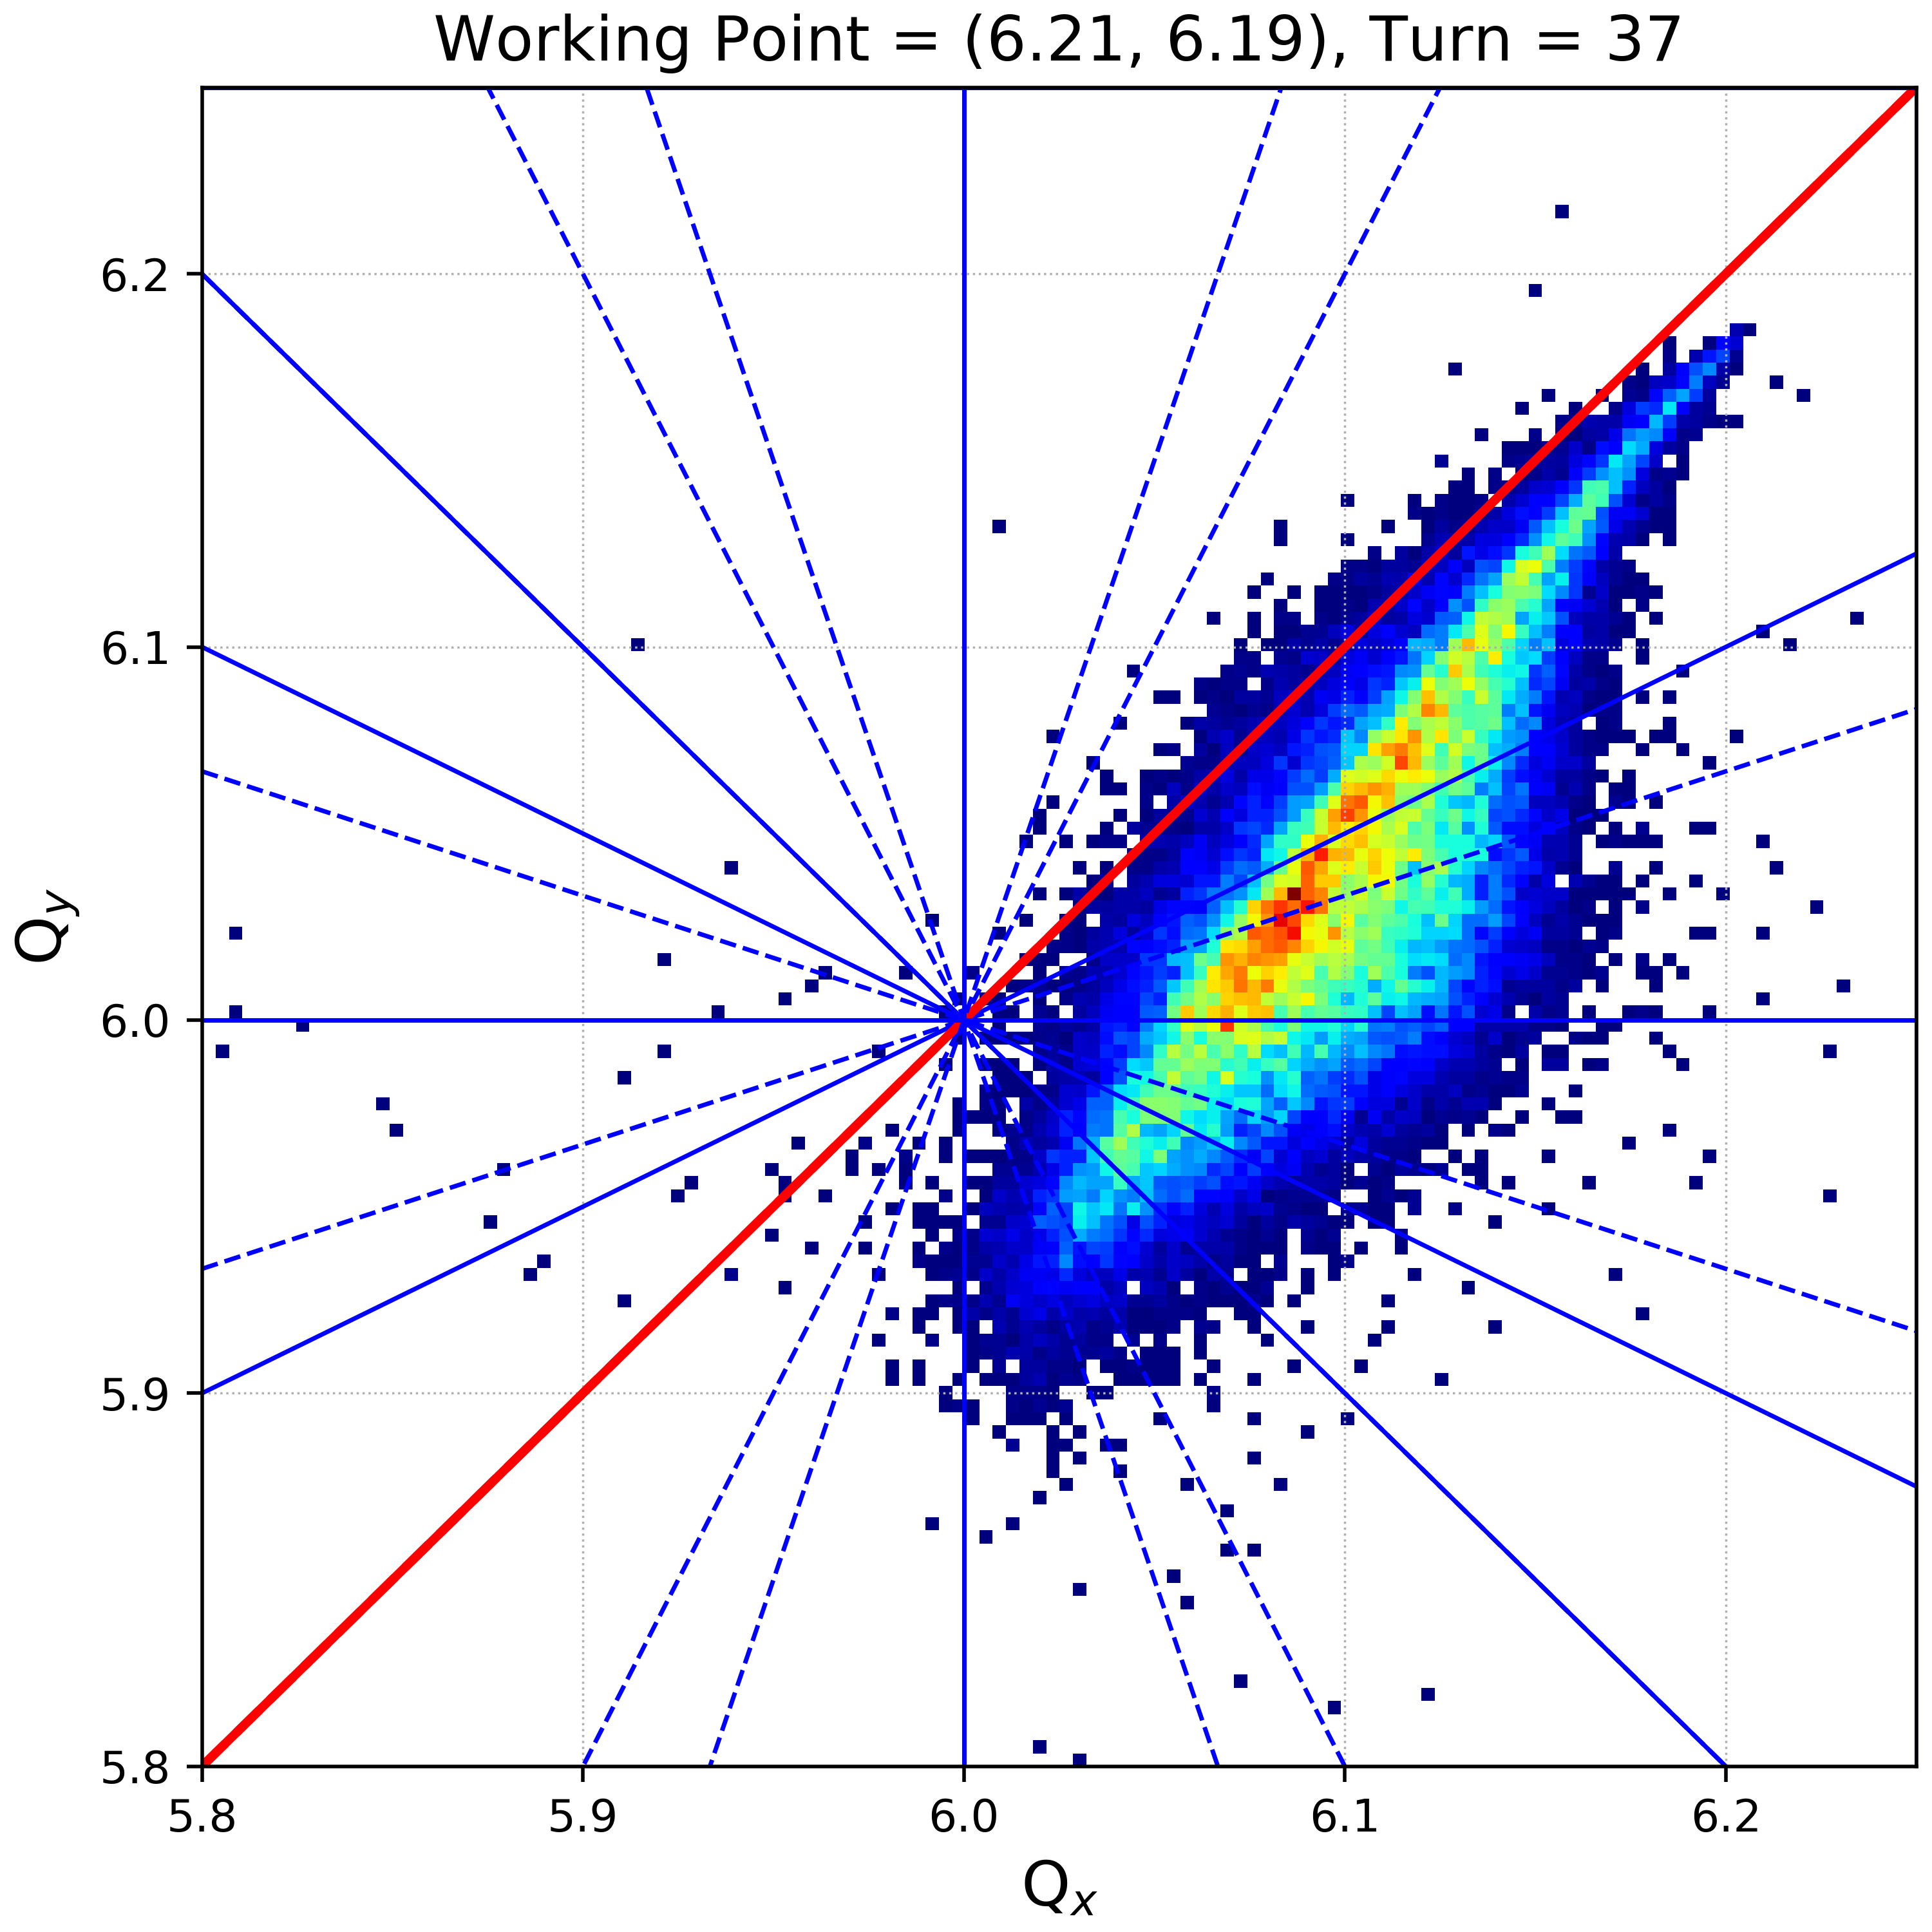 Working Point = (6.21, 6.19), Turn = 37
6.2
6.1
6.0
5.9
5.8
Qy
5.8 5.9 6.0 6.1 6.2
Qx